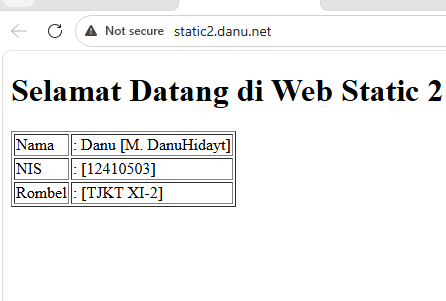 Not secure static2.danu.net
Selamat Datang di Web Static 2
Nama : Danu [M. DanuHidayt]
NIS : [12410503]
Rombel : [TJKT XI-2]